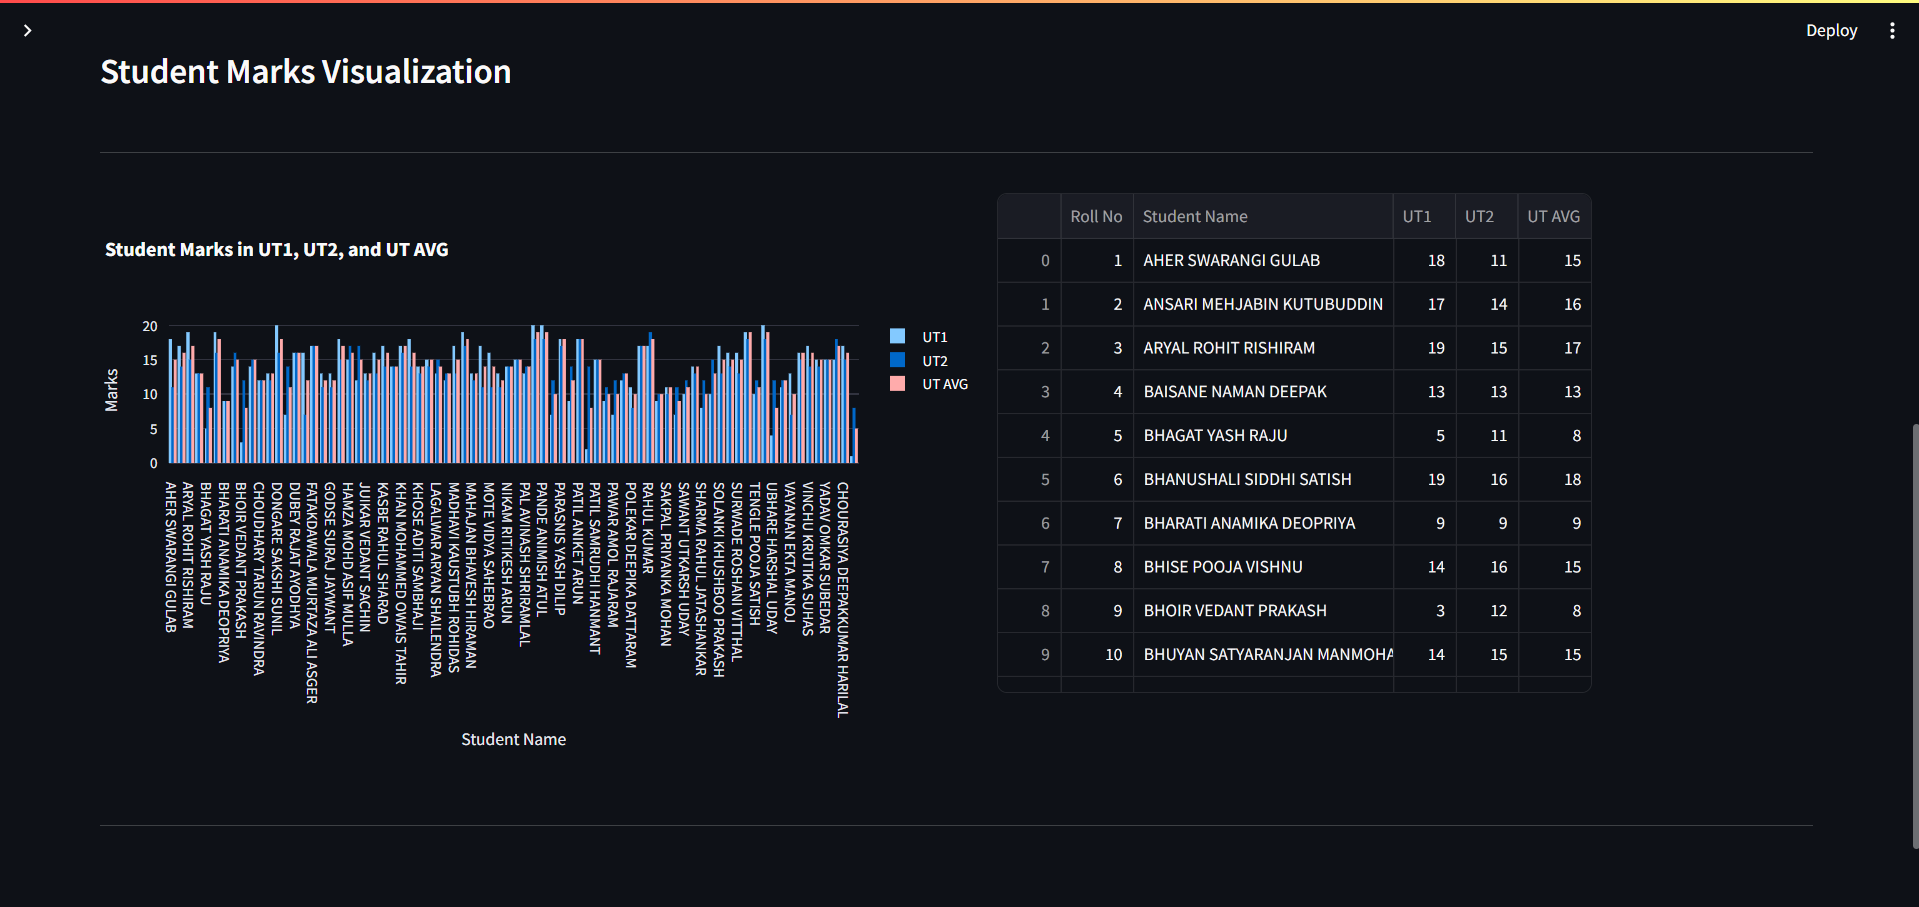 Deploy
Student Marks Visualization
Student Marks in UT1, UT2, and UT AVG
Marks
20
15
10
5
0
UT1
UT2
UT AVG
AHER SWARANGI GULAB
ARYAL ROHIT RISHIRAM
BHAGAT YASH RAJU
BHARATI ANAMIKA DEOPRIYA
BHOIR VEDANT PRAKASH
CHOUDHARY TARUN RAVINDRA
DONGARE SAKSHI SUNIL
DUBEY RAJAT AYODHYA
FATAKDAWALA MURTAZA ALI ASGER
GODSE SURAJ JAYWANT
HAMZA MOHD ASIF MULLA
JUIKAR VEDANT SACHIN
KASBE RAHUL SHARAD
KHAN MOHAMMED OWAIS TAHIR
KHOSE ADITI SAMBHAJI
LAGALWAR ARYAN SHAILENDRA
MADHAVI KAUSTUBH ROHIDAS
MAHAJAN BHAVESH HIRAMAN
MOTE VIDYA SAHEBRAO
NIKAM RITIKESH ARUN
PAL AVINASH SHRIRAMLAL
PANDE ANIMISH ATUL
PARASNIS YASH DILIP
PATIL ANIKET ARUN
PATIL SAMRUDHI HANMANT
PAWAR AMOL RAJARAM
POLEKAR DEEPIKA DATTARAM
RAHUL KUMAR
SAKPAL PRIYANKA MOHAN
SAWANT UTKARSH UDAY
SHARMA RAHUL JATASHANKAR
SOLANKI KHUSHBOO PRAKASH
SURWADE ROSHANI VITTHAL
TENGLE POOJA SATISH
UBHARE HARSHAL UDAY
VAYANAN EKTA MANOJ
VINCHU KRUTIKA SUHAS
YADAV OMKAR SUBEDAR
CHOURASIYA DEEPAKKUMAR HARILAL
Student Name
Roll No Student Name UT1 UT2 UT AVG
0 1 AHER SWARANGI GULAB 18 11 15
1 2 ANSARI MEHJABIN KUTUBUDDIN 17 14 16
2 3 ARYAL ROHIT RISHIRAM 19 15 17
3 4 BAISANE NAMAN DEEPAK 13 13 13
4 5 BHAGAT YASH RAJU 5 11 8
5 6 BHANUSHALI SIDDHI SATISH 19 16 18
6 7 BHARATI ANAMIKA DEOPRIYA 9 9 9
7 8 BHISE POOJA VISHNU 14 16 15
8 9 BHOIR VEDANT PRAKASH 3 12 8
9 10 BHUYAN SATYARANJAN MANMOHA 14 15 15